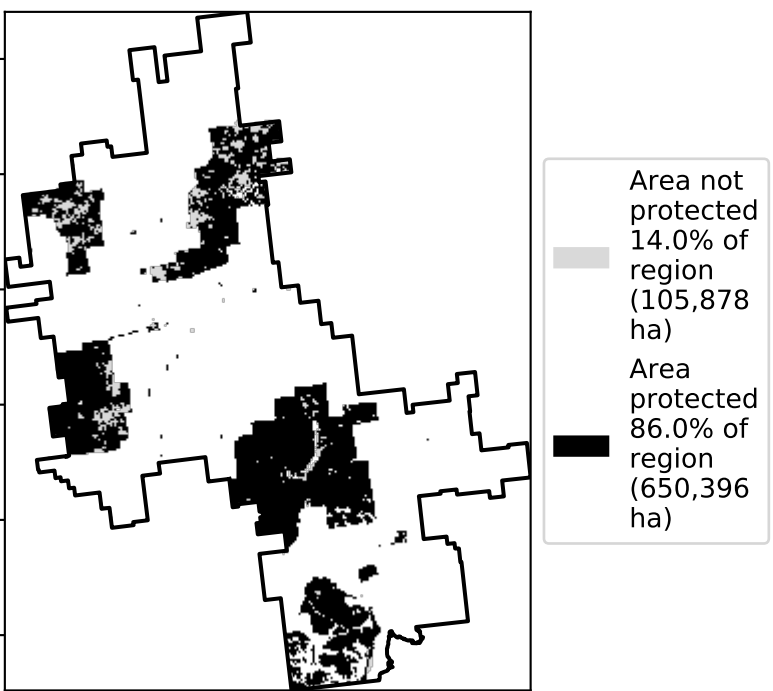 Area not
protected
14.0% of
region
(105,878
ha)
Area
protected
86.0% of
region
(650,396
ha)